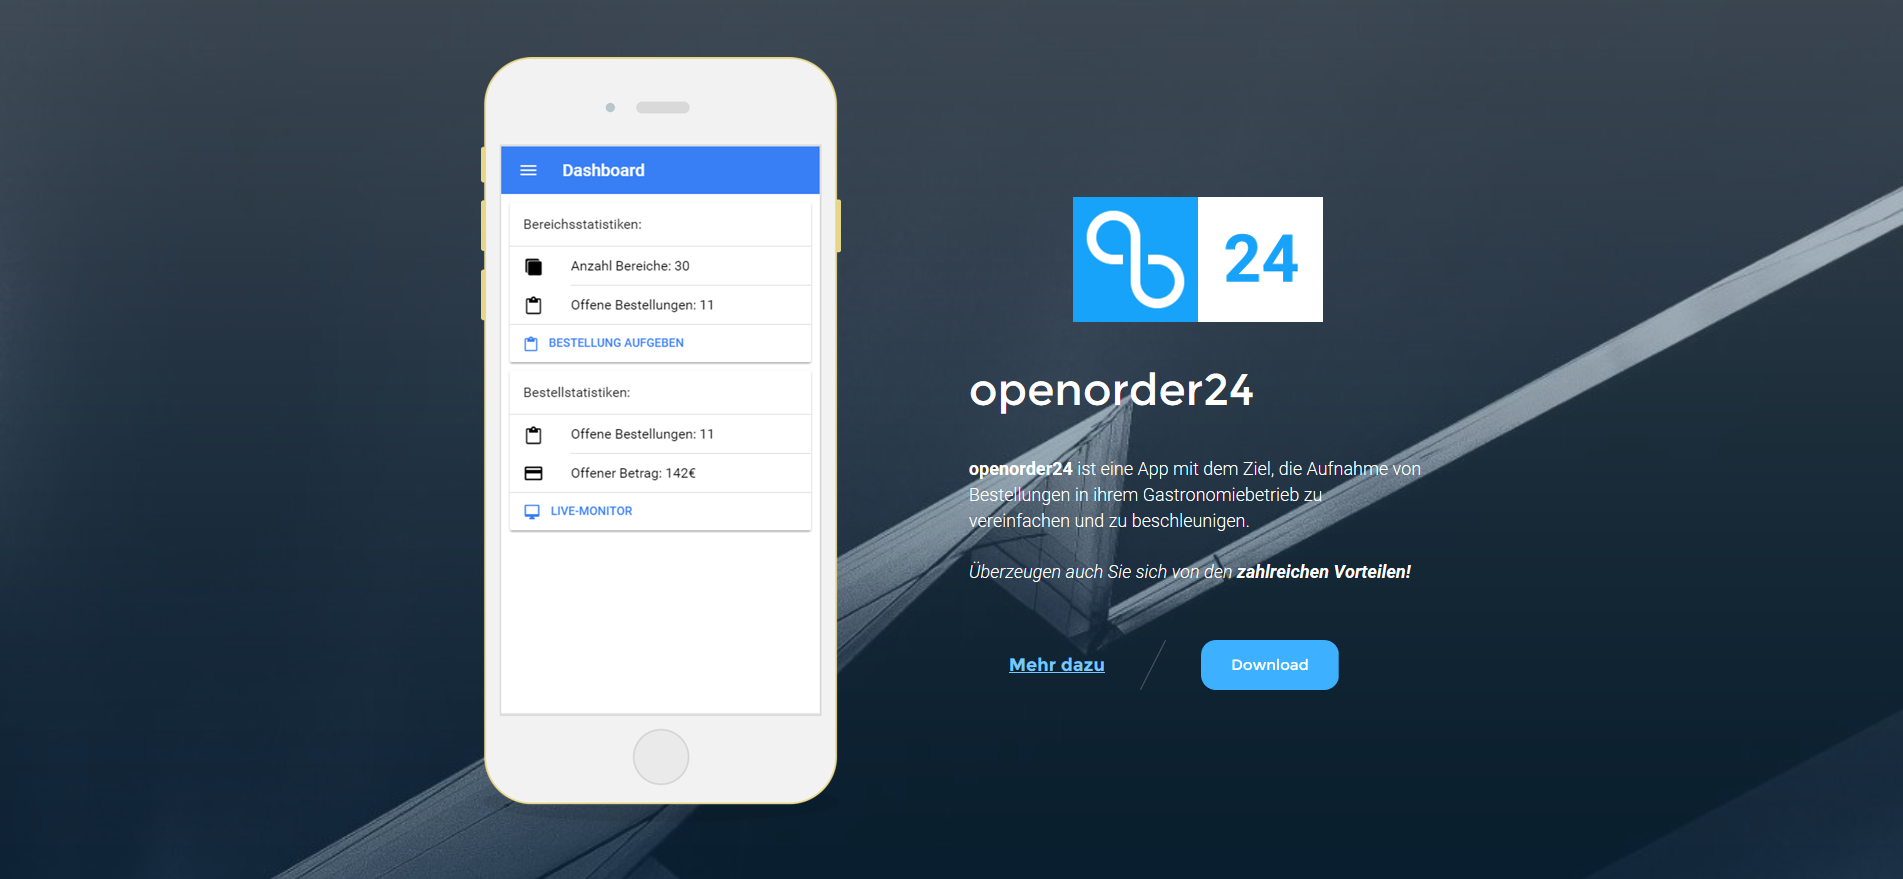 Dashboard
Bereichsstatistiken:
Anzahl Bereiche: 30
Offene Bestellungen: 11
BESTELLUNG AUFGEBEN
Bestellstatistiken:
Offene Bestellungen: 11
Offener Betrag: 142€
LIVE-MONITOR
24
openorder24
openorder24 ist eine App mit dem Ziel, die Aufnahme von
Bestellungen in ihrem Gastronomiebetrieb zu
vereinfachen und zu beschleunigen.
Überzeugen auch Sie sich von den zahlreichen Vorteilen!
Mehr dazu
Download